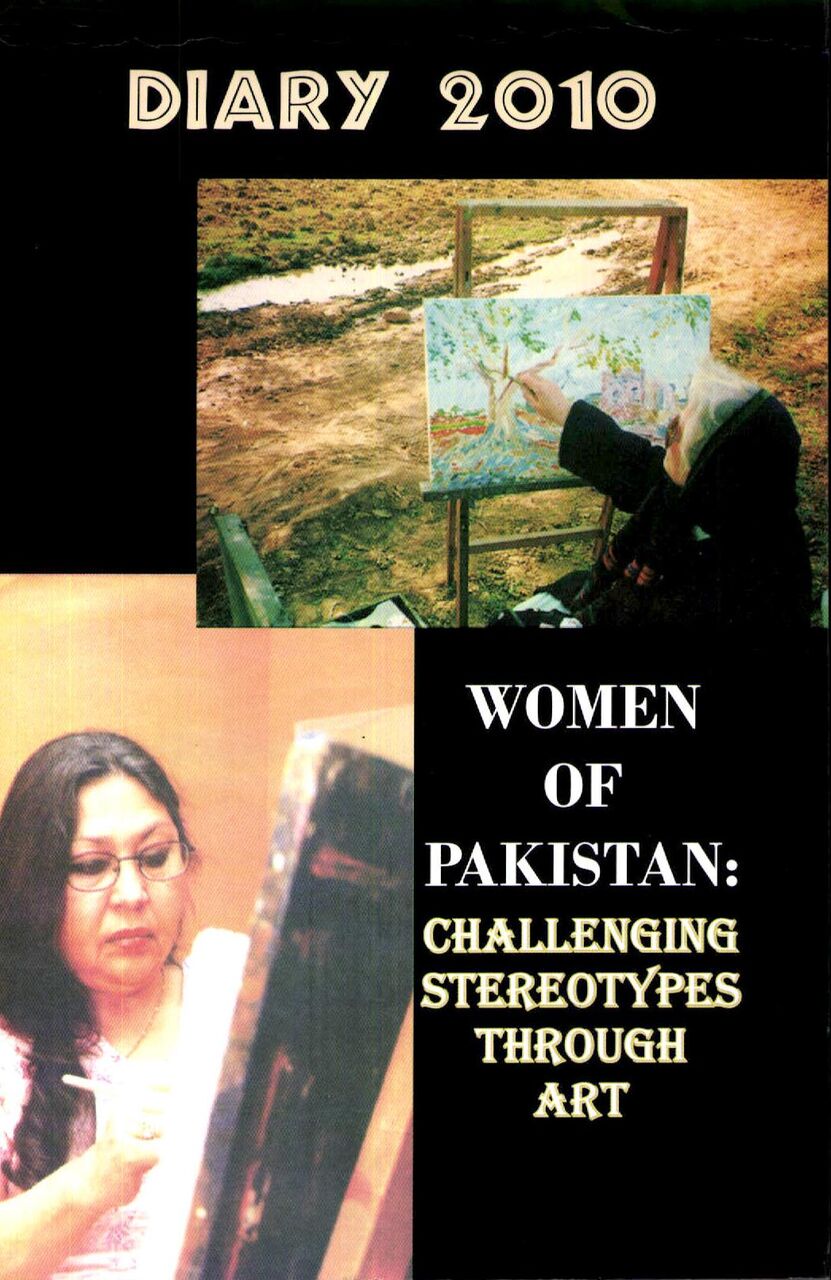 DIARY 2010
WOMEN
OF
PAKISTAN:
CHALLENGING
STEREOTYPES
THROUGH
ART